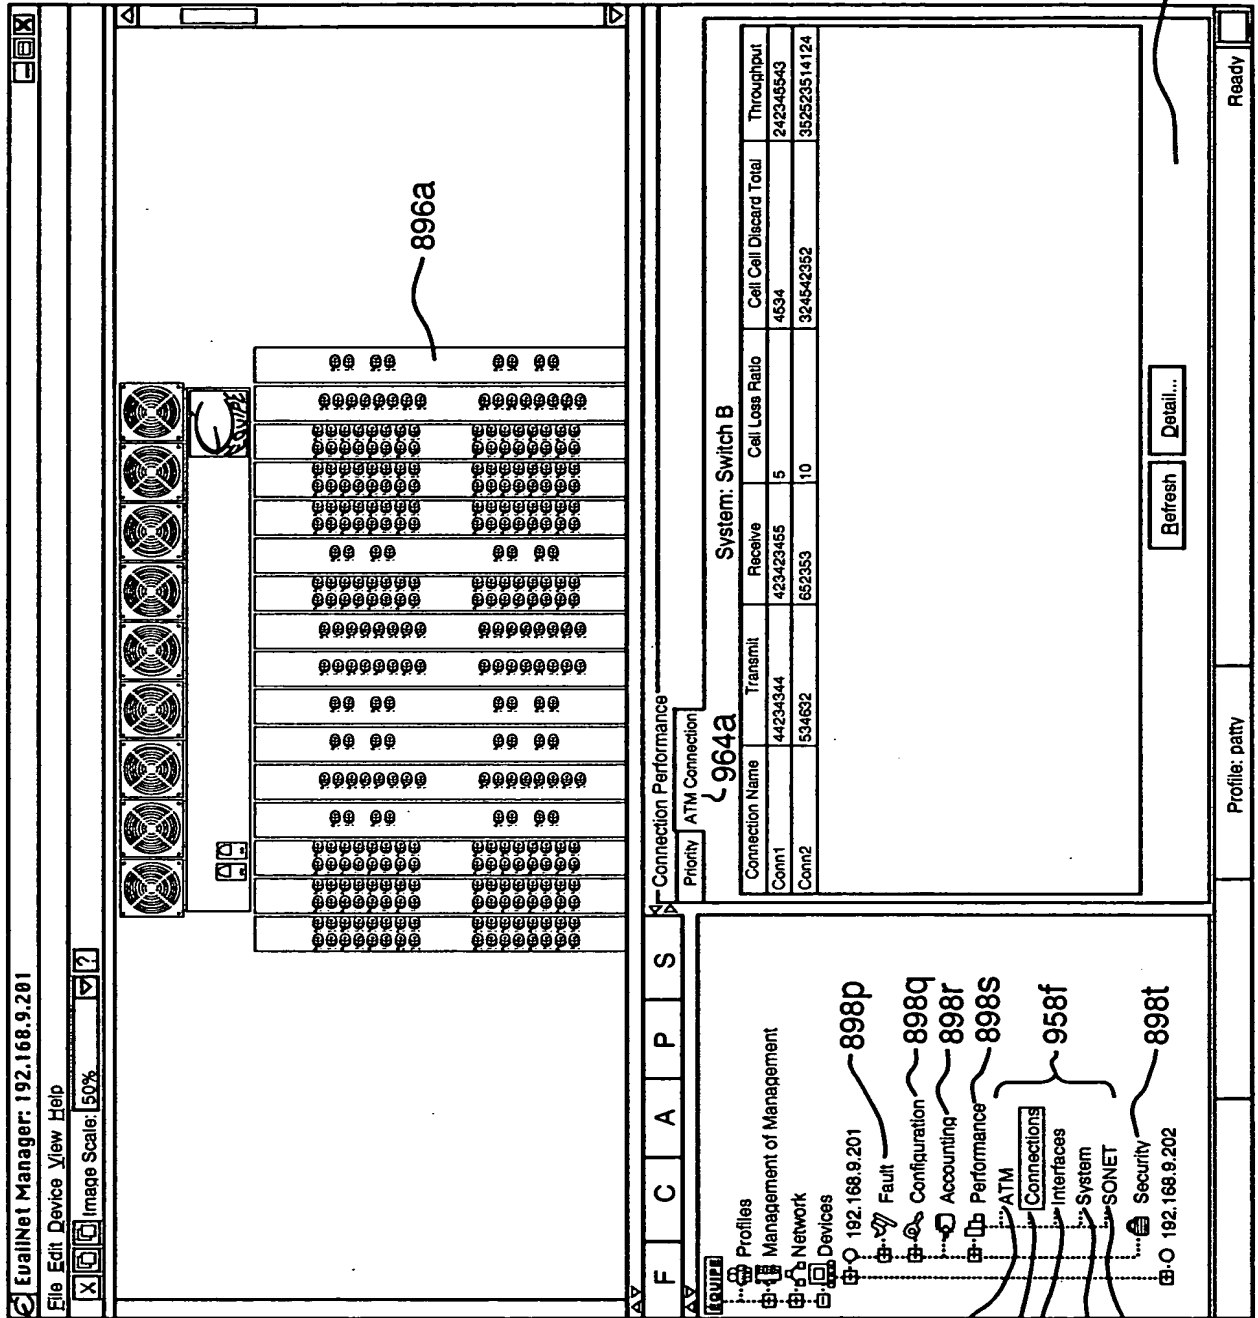 EualiNet Manager: 192.168.9.201
File Edit Device View Help
Image Scale: 50% ?
896a
F C A P S
EQUIPE
Profiles
Management of Management
Network
Devices
192.168.9.201
898p
Fault
Configuration
898q
Accounting
898r
Performance
898s
ATM
Connections
Interfaces
System
SONET
958f
Security
898t
192.168.9.202
Connection Performance
Priority ATM Connection
964a
System: Switch B
Connection Name Transmit Receive Cell Loss Ratio Cell Cell Discard Total Throughput
Conn1 44234344 423423455 5 4534 242345543
Conn2 534632 652353 10 324542352 352523514124
Refresh Detail...
Profile: patty
Ready